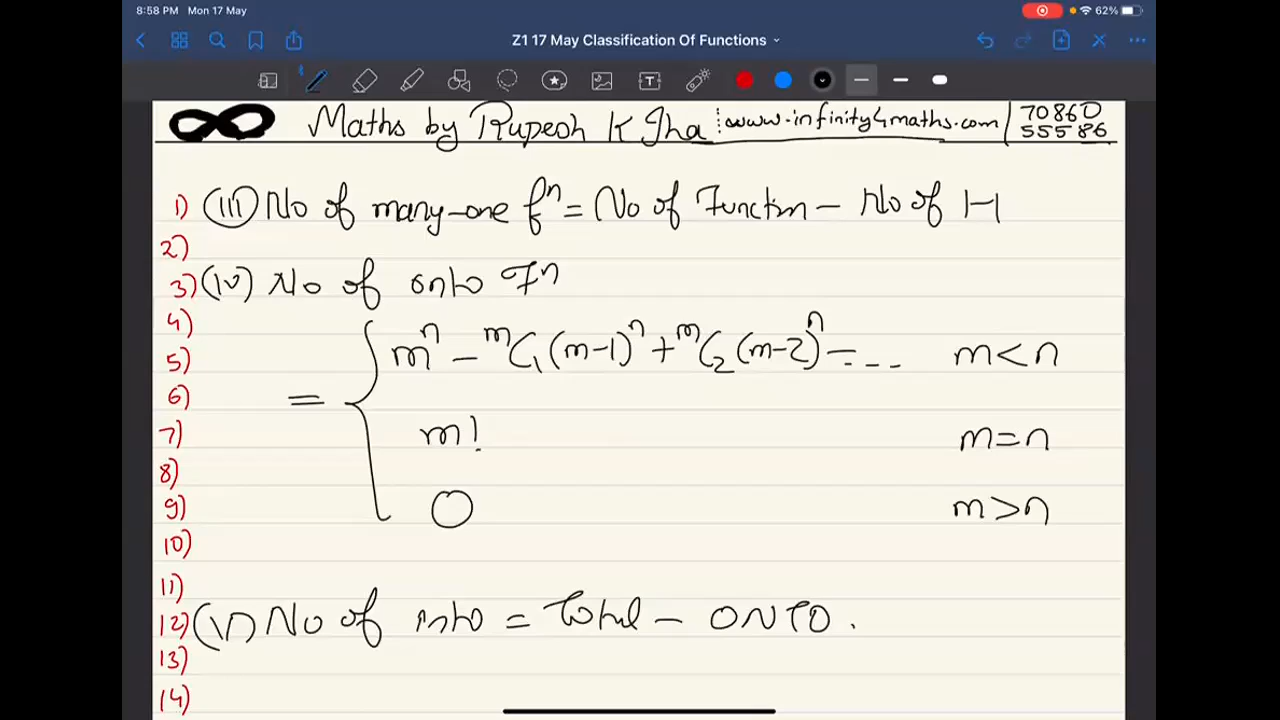 8:58 PM Mon 17 May
62%
Z1 17 May Classification Of Functions
Maths by Rupesh K Jha www.infinity4maths.com 70860 55586
1) (iii) No of many-one fⁿ = No of Function - No of 1-1
2)
3) (iv) No of onto Fⁿ
4)
5) mⁿ - ᵐC₁(m-1)ⁿ + ᵐC₂(m-2)ⁿ - ... m<n
6) =
7) m! m=n
8)
9) 0 m>n
10)
11)
12) (v) No of into = Total - ONTO.
13)
14)